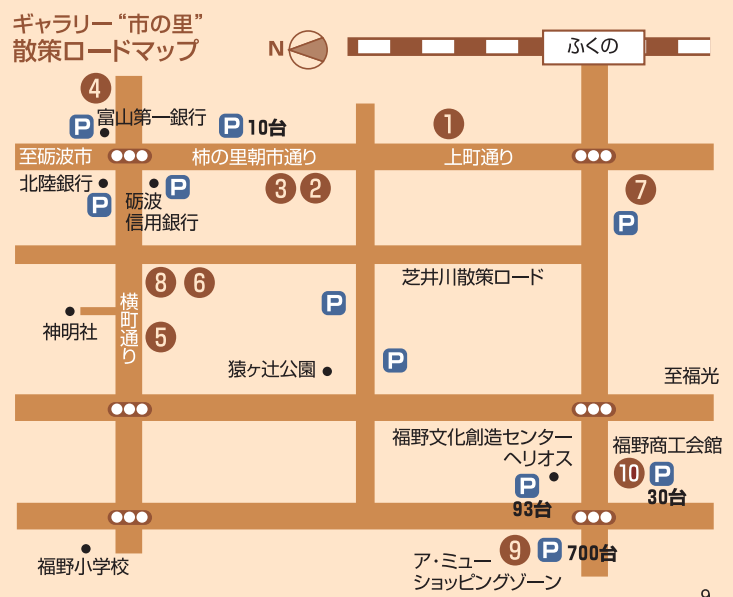 ギャラリー“市の里”
散策ロードマップ
N
ふくの
4
P
富山第一銀行
P 10台
1
至砺波市
柿の里朝市通り
上町通り
北陸銀行
P
砺波
信用銀行
P
3 2
7
P
8 6
芝井川散策ロード
横町通り
P
神明社
5
猿ヶ辻公園
P
至福光
福野文化創造センター
ヘリオス
P
93台
福野商工会館
10 P
30台
福野小学校
ア・ミュー
ショッピングゾーン
9 P 700台
9